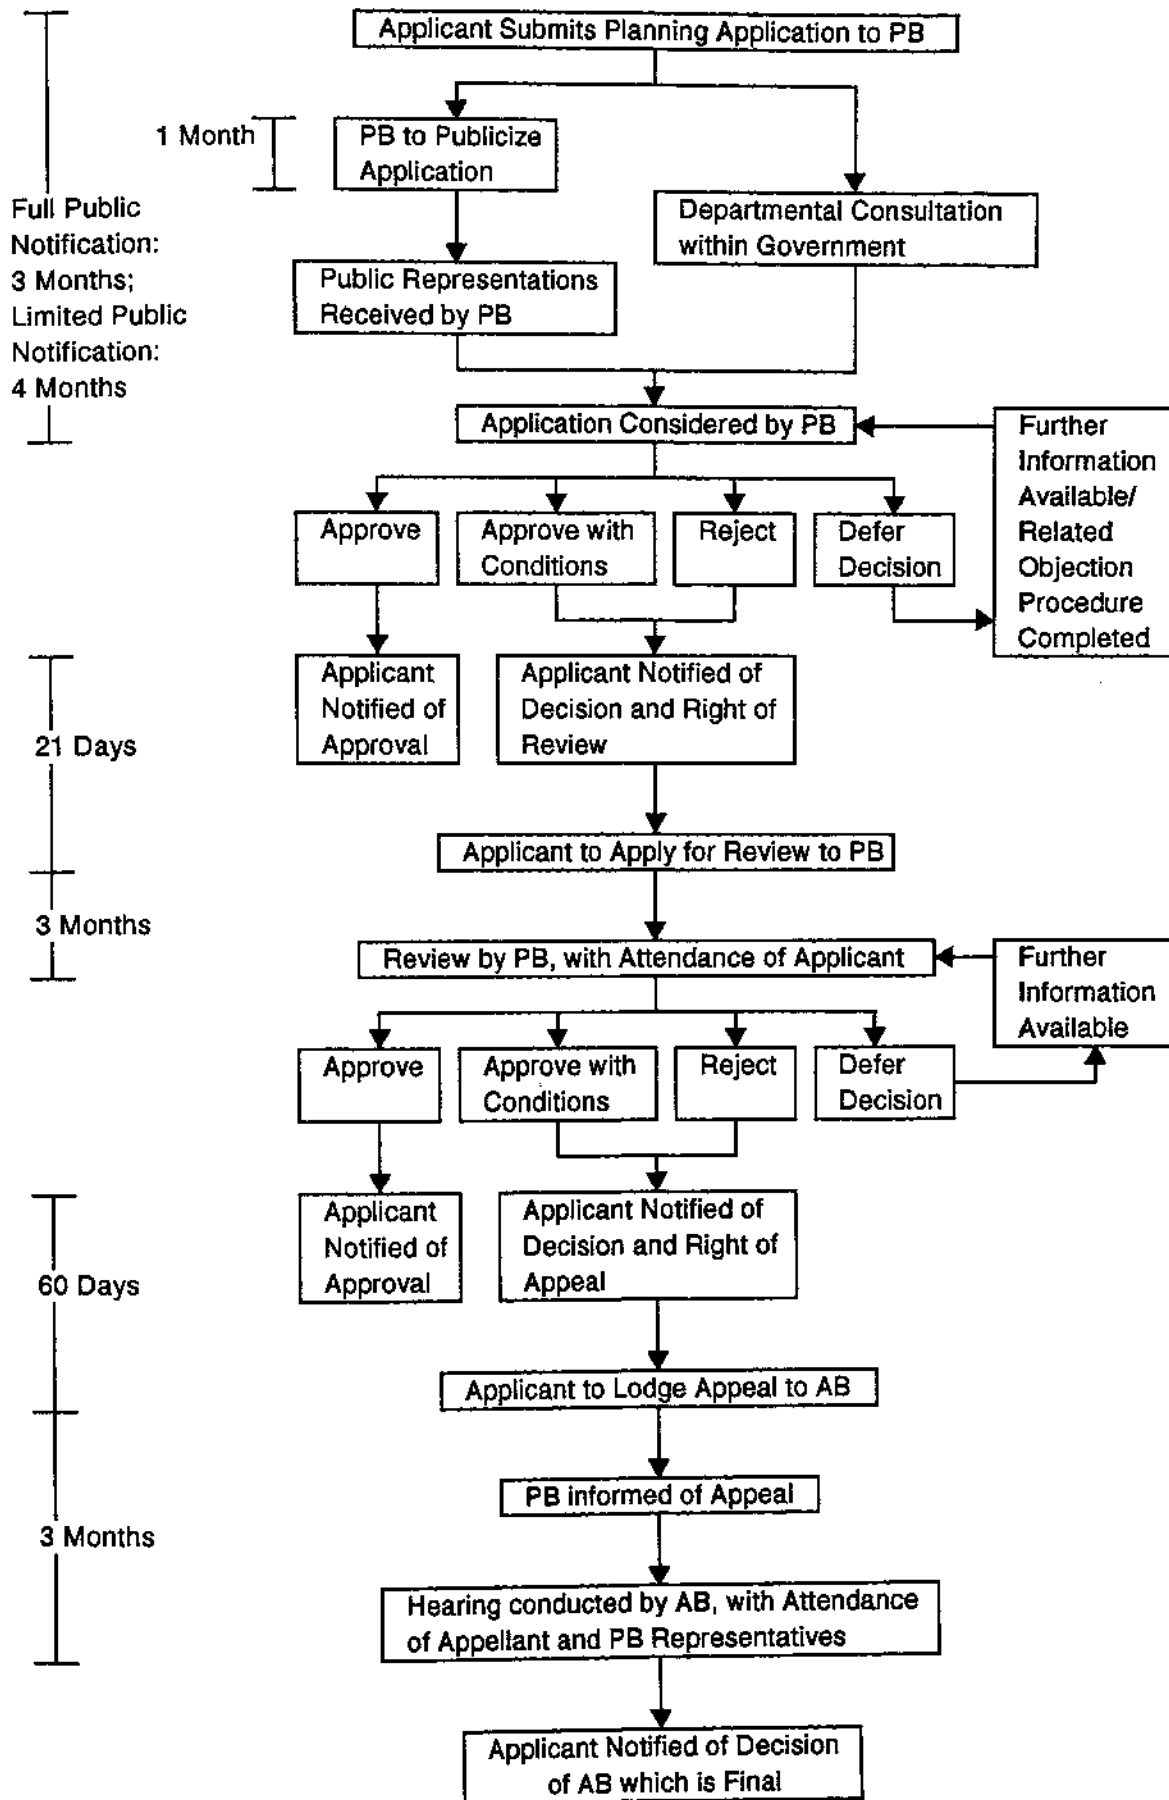 Applicant Submits Planning Application to PB
1 Month
PB to Publicize
Application
Full Public
Notification:
3 Months;
Limited Public
Notification:
4 Months
Departmental Consultation
within Government
Public Representations
Received by PB
Application Considered by PB
Further
Information
Available/
Related
Objection
Procedure
Completed
Approve
Approve with
Conditions
Reject
Defer
Decision
21 Days
Applicant
Notified of
Approval
Applicant Notified of
Decision and Right of
Review
Applicant to Apply for Review to PB
3 Months
Review by PB, with Attendance of Applicant
Further
Information
Available
Approve
Approve with
Conditions
Reject
Defer
Decision
60 Days
Applicant
Notified of
Approval
Applicant Notified of
Decision and Right of
Appeal
Applicant to Lodge Appeal to AB
PB informed of Appeal
3 Months
Hearing conducted by AB, with Attendance
of Appellant and PB Representatives
Applicant Notified of Decision
of AB which is Final